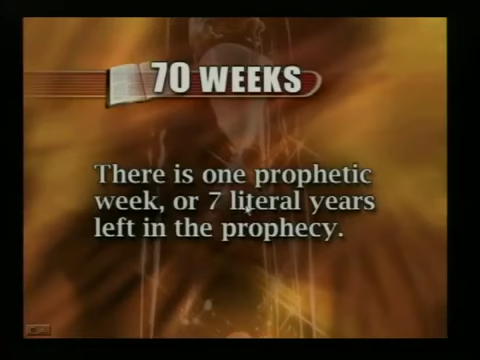 70 WEEKS
There is one prophetic
week, or 7 literal years
left in the prophecy.